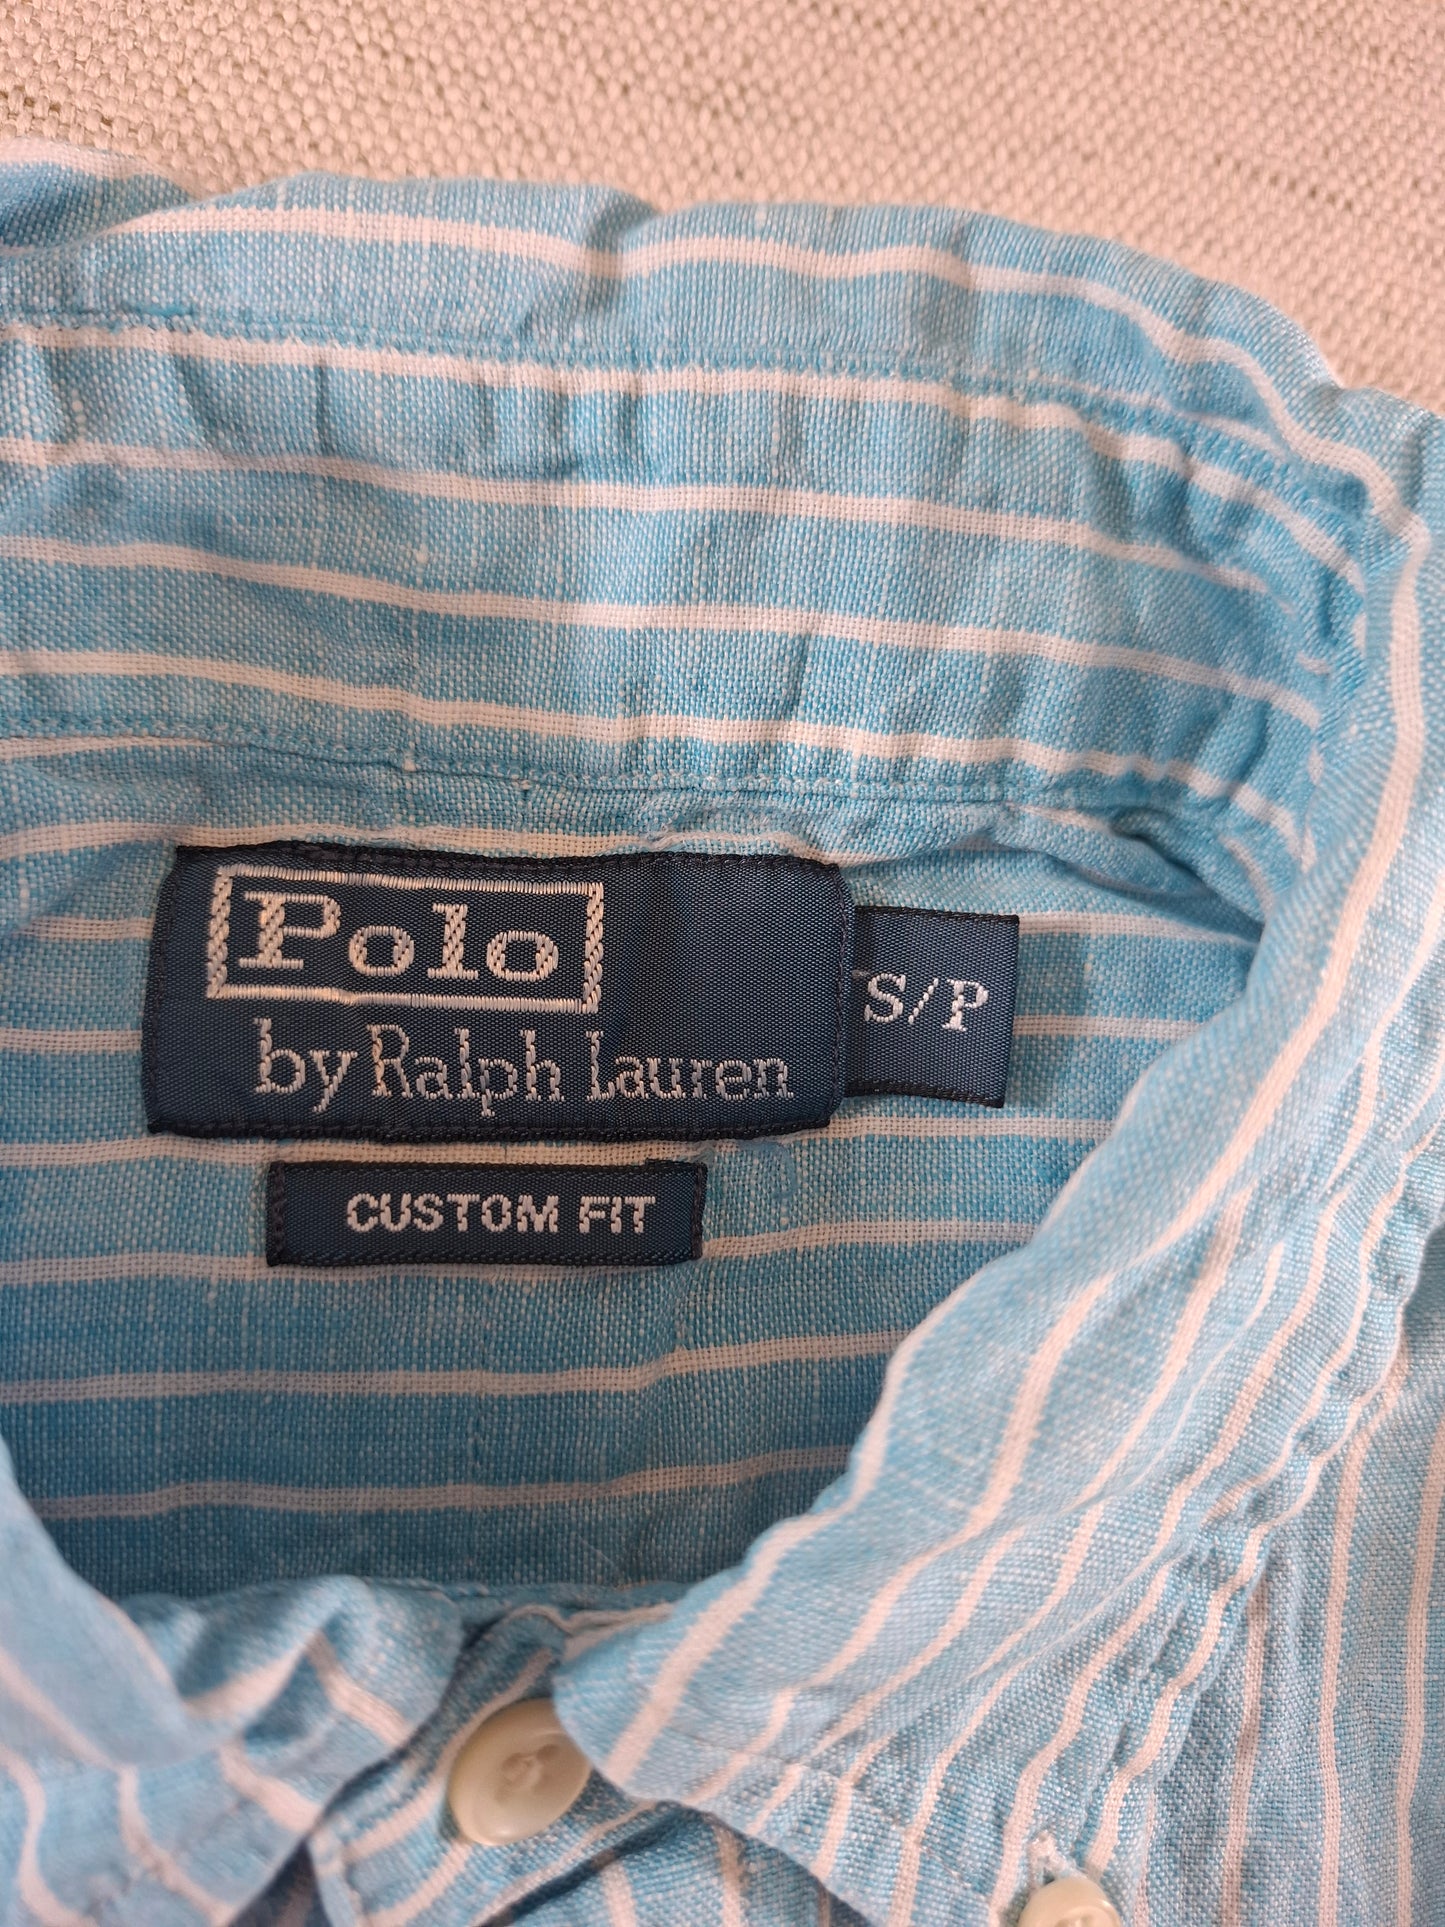 Polo
by Ralph Lauren
S/P
CUSTOM FIT